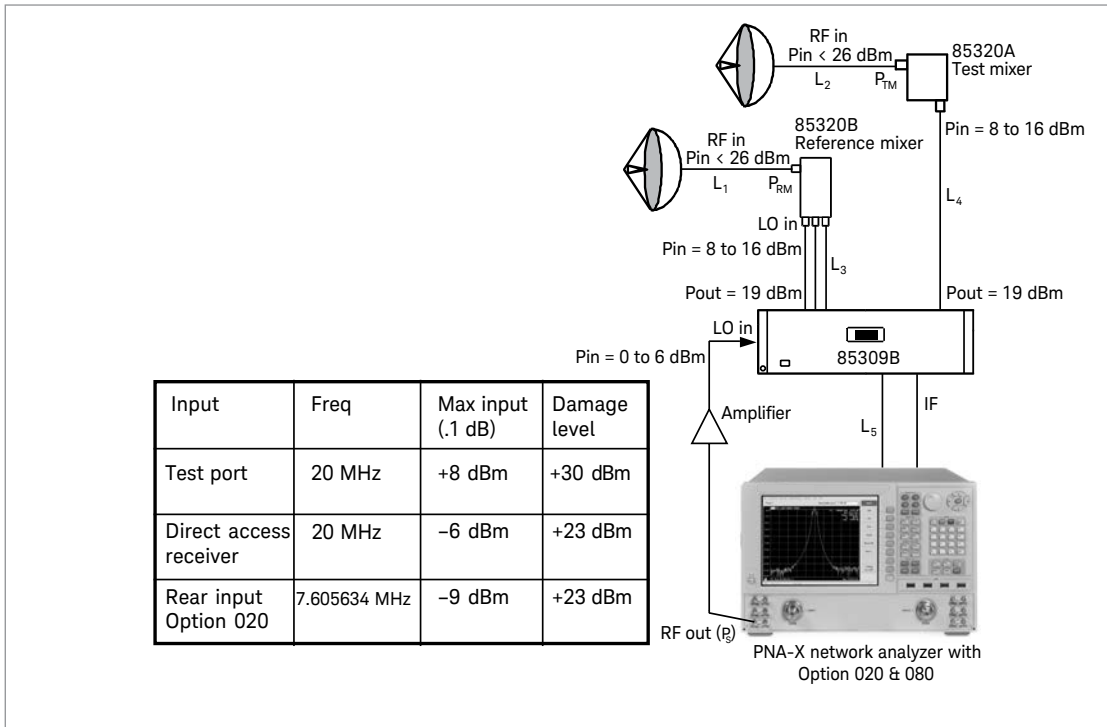 RF in
Pin < 26 dBm
L2
PTM
85320A
Test mixer
Pin = 8 to 16 dBm
85320B
Reference mixer
RF in
Pin < 26 dBm
L1
PRM
LO in
Pin = 8 to 16 dBm
L3
L4
Pout = 19 dBm
Pout = 19 dBm
LO in
Pin = 0 to 6 dBm
85309B
Amplifier
L5
IF
RF out (PS)
PNA-X network analyzer with
Option 020 & 080
Input Freq Max input (.1 dB) Damage level
Test port 20 MHz +8 dBm +30 dBm
Direct access receiver 20 MHz –6 dBm +23 dBm
Rear input Option 020 7.605634 MHz –9 dBm +23 dBm